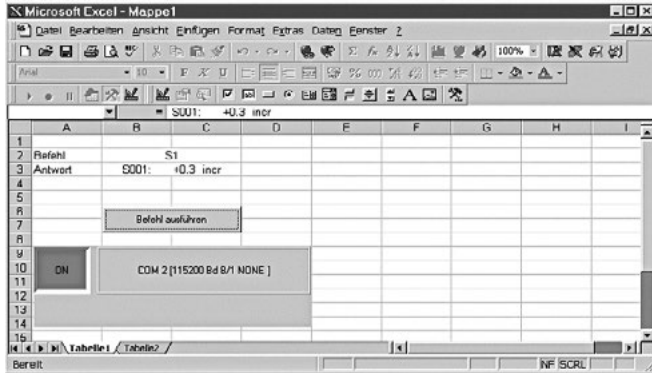 Microsoft Excel - Mappe1
Datei Bearbeiten Ansicht Einfügen Format Extras Daten Fenster ?
100%
Arial 10 F K U % 000
A
= S001: +0.3 incr
A B C D E F G H I
1
2 Befehl S1
3 Antwort S001: +0.3 incr
4
5
6
7 Befehl ausführen
8
9
10 ON COM 2 [115200 Bd 8/1 NONE ]
11
12
13
14
15
Tabelle1 Tabelle2
Bereit NF SCRL